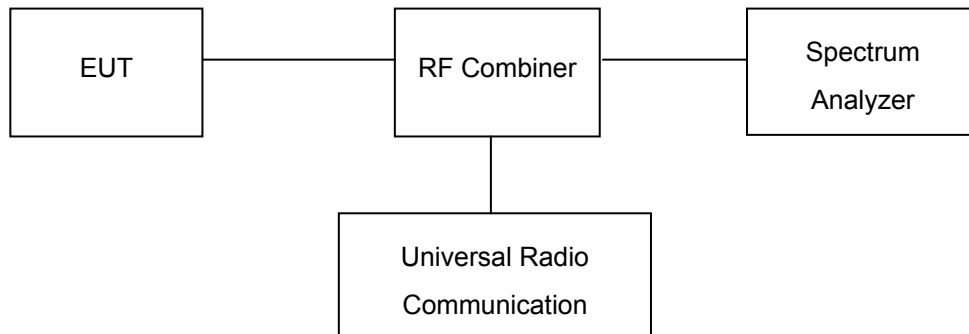 EUT
RF Combiner
Spectrum
Analyzer
Universal Radio
Communication